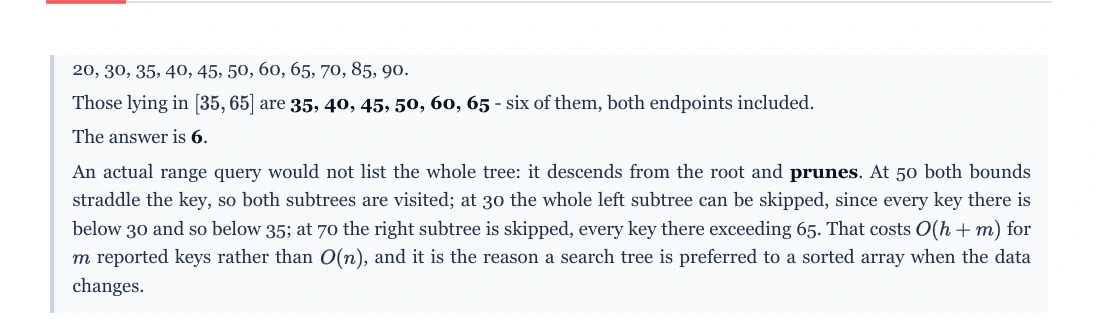 20, 30, 35, 40, 45, 50, 60, 65, 70, 85, 90.
Those lying in [35, 65] are 35, 40, 45, 50, 60, 65 - six of them, both endpoints included.
The answer is 6.
An actual range query would not list the whole tree: it descends from the root and prunes. At 50 both bounds
straddle the key, so both subtrees are visited; at 30 the whole left subtree can be skipped, since every key there is
below 30 and so below 35; at 70 the right subtree is skipped, every key there exceeding 65. That costs O(h + m) for
m reported keys rather than O(n), and it is the reason a search tree is preferred to a sorted array when the data
changes.